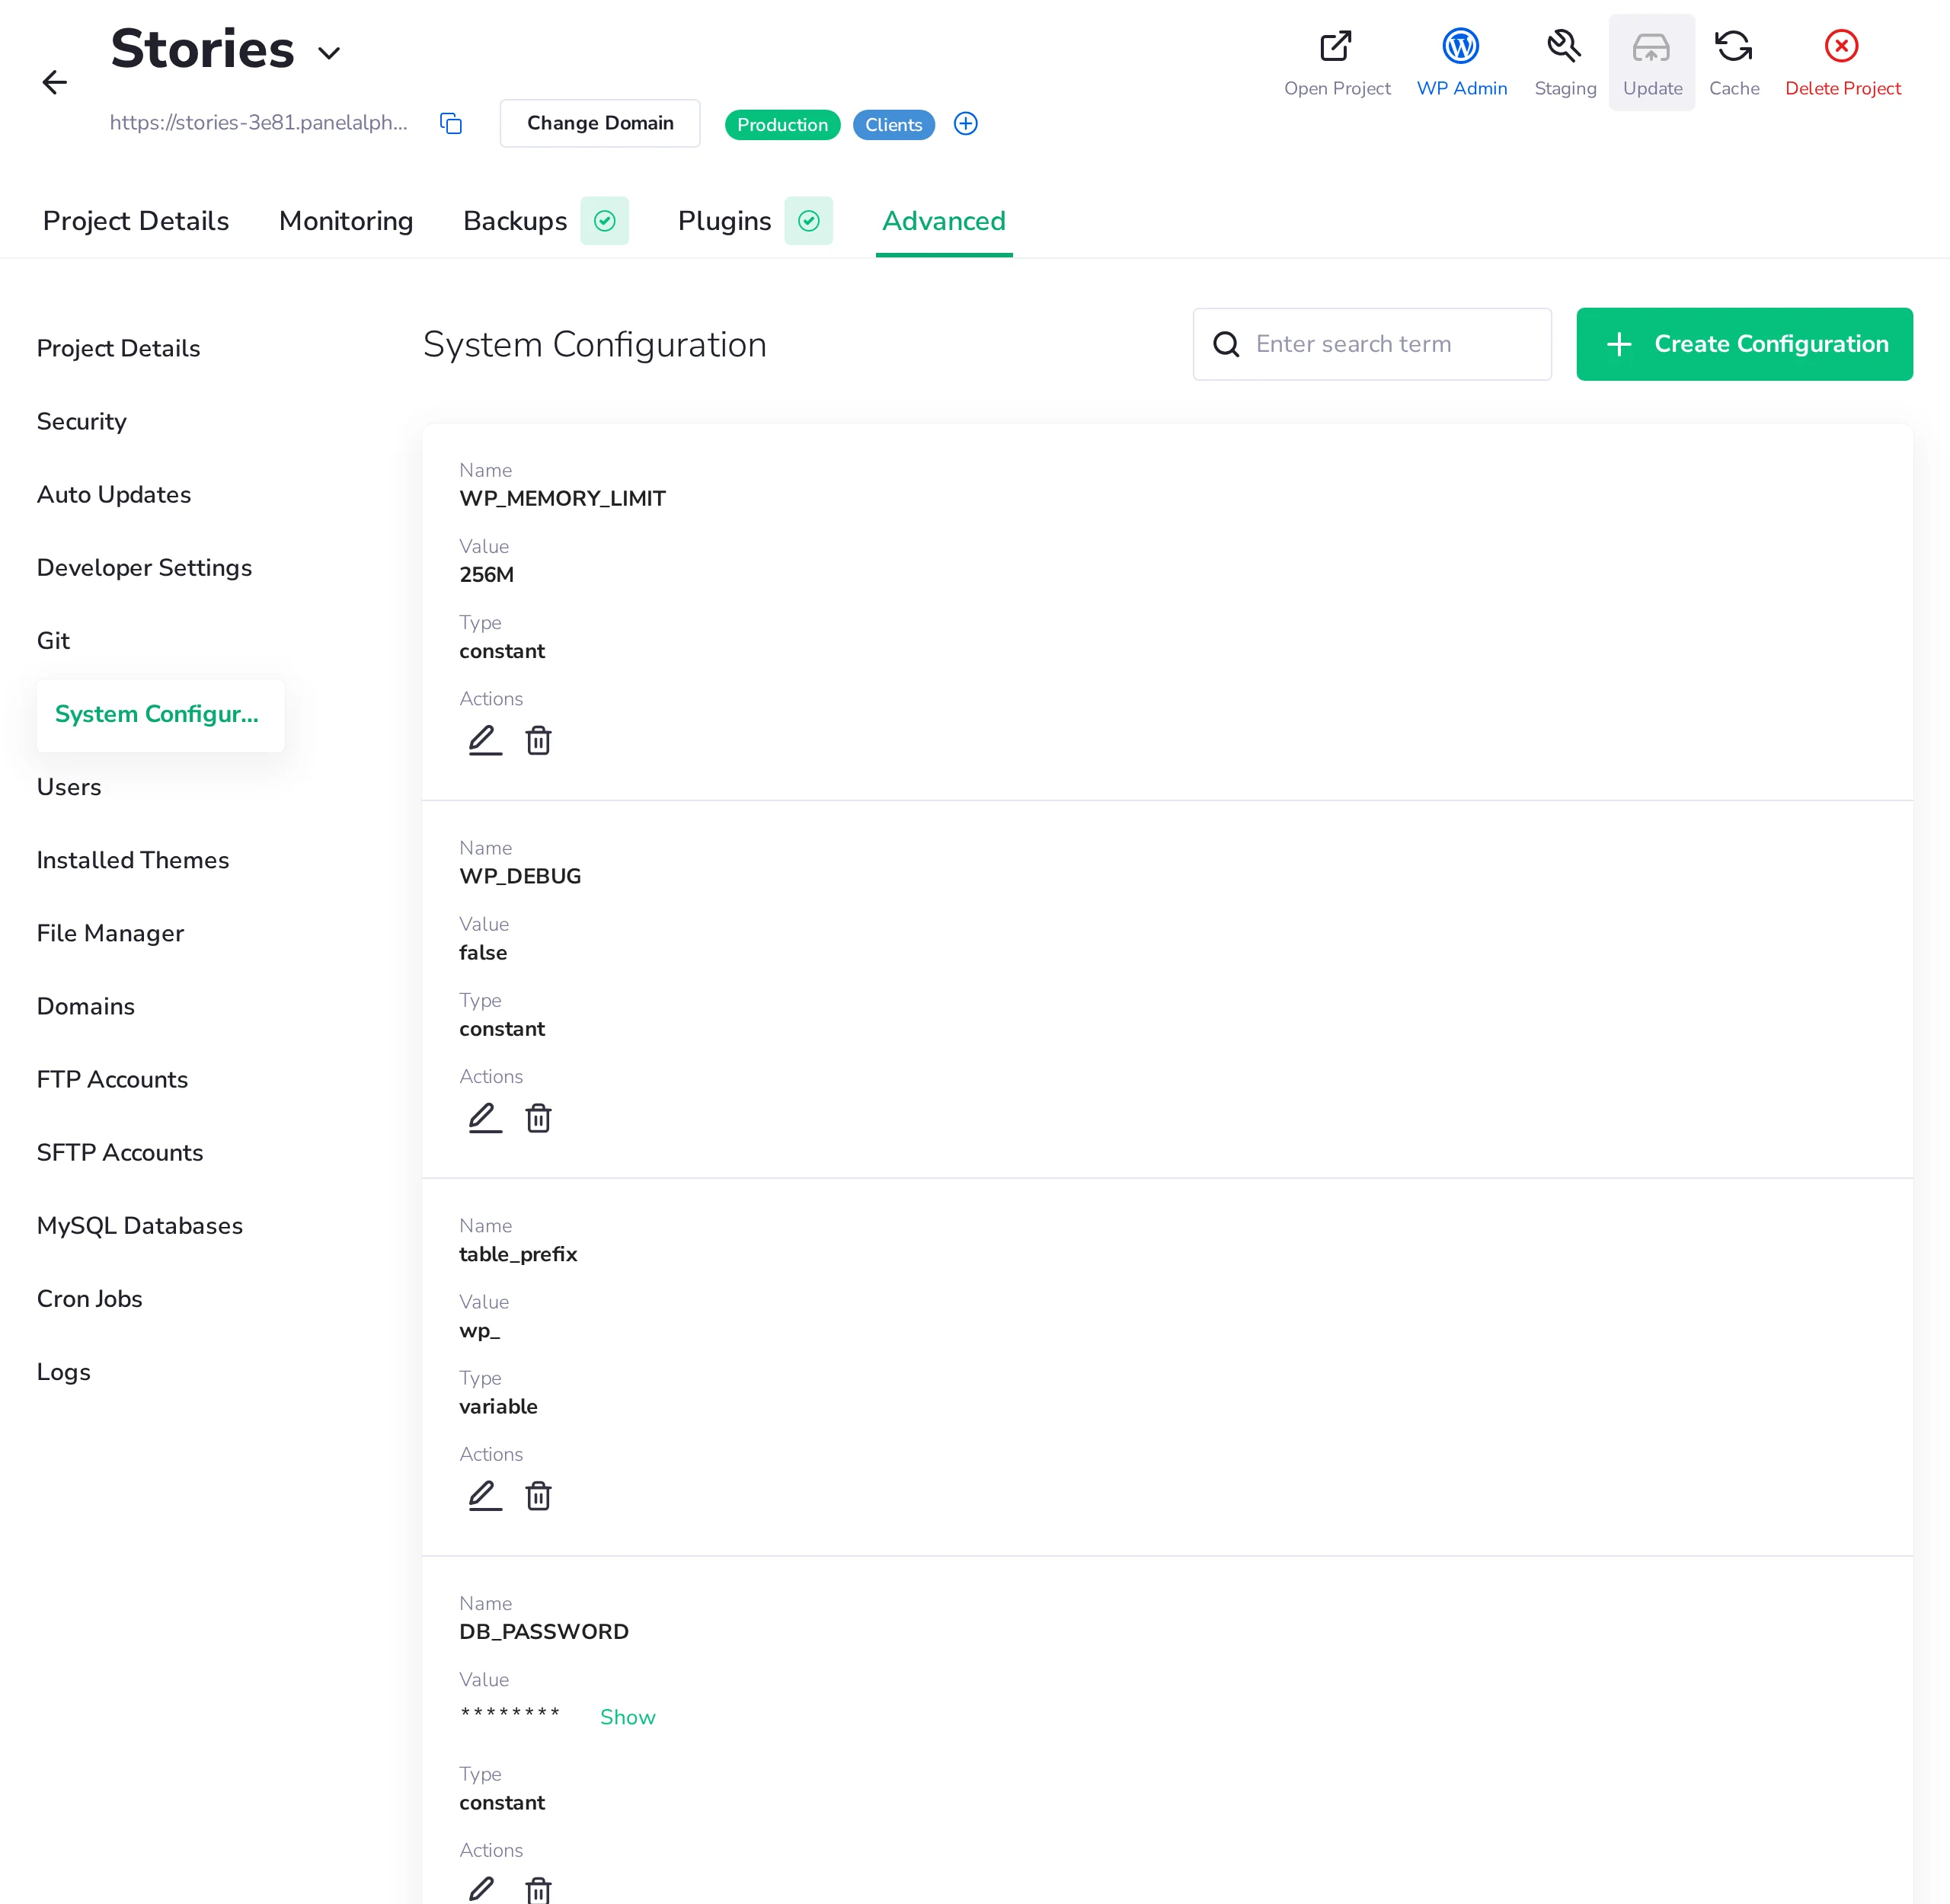 Stories
https://stories-3e81.panelalph...
Change Domain
Production
Clients
Open Project
WP Admin
Staging
Update
Cache
Delete Project
Project Details
Monitoring
Backups
Plugins
Advanced
Project Details
Security
Auto Updates
Developer Settings
Git
System Configur...
Users
Installed Themes
File Manager
Domains
FTP Accounts
SFTP Accounts
MySQL Databases
Cron Jobs
Logs
System Configuration
Enter search term
Create Configuration
Name
WP_MEMORY_LIMIT
Value
256M
Type
constant
Actions
Name
WP_DEBUG
Value
false
Type
constant
Actions
Name
table_prefix
Value
wp_
Type
variable
Actions
Name
DB_PASSWORD
Value
******** Show
Type
constant
Actions